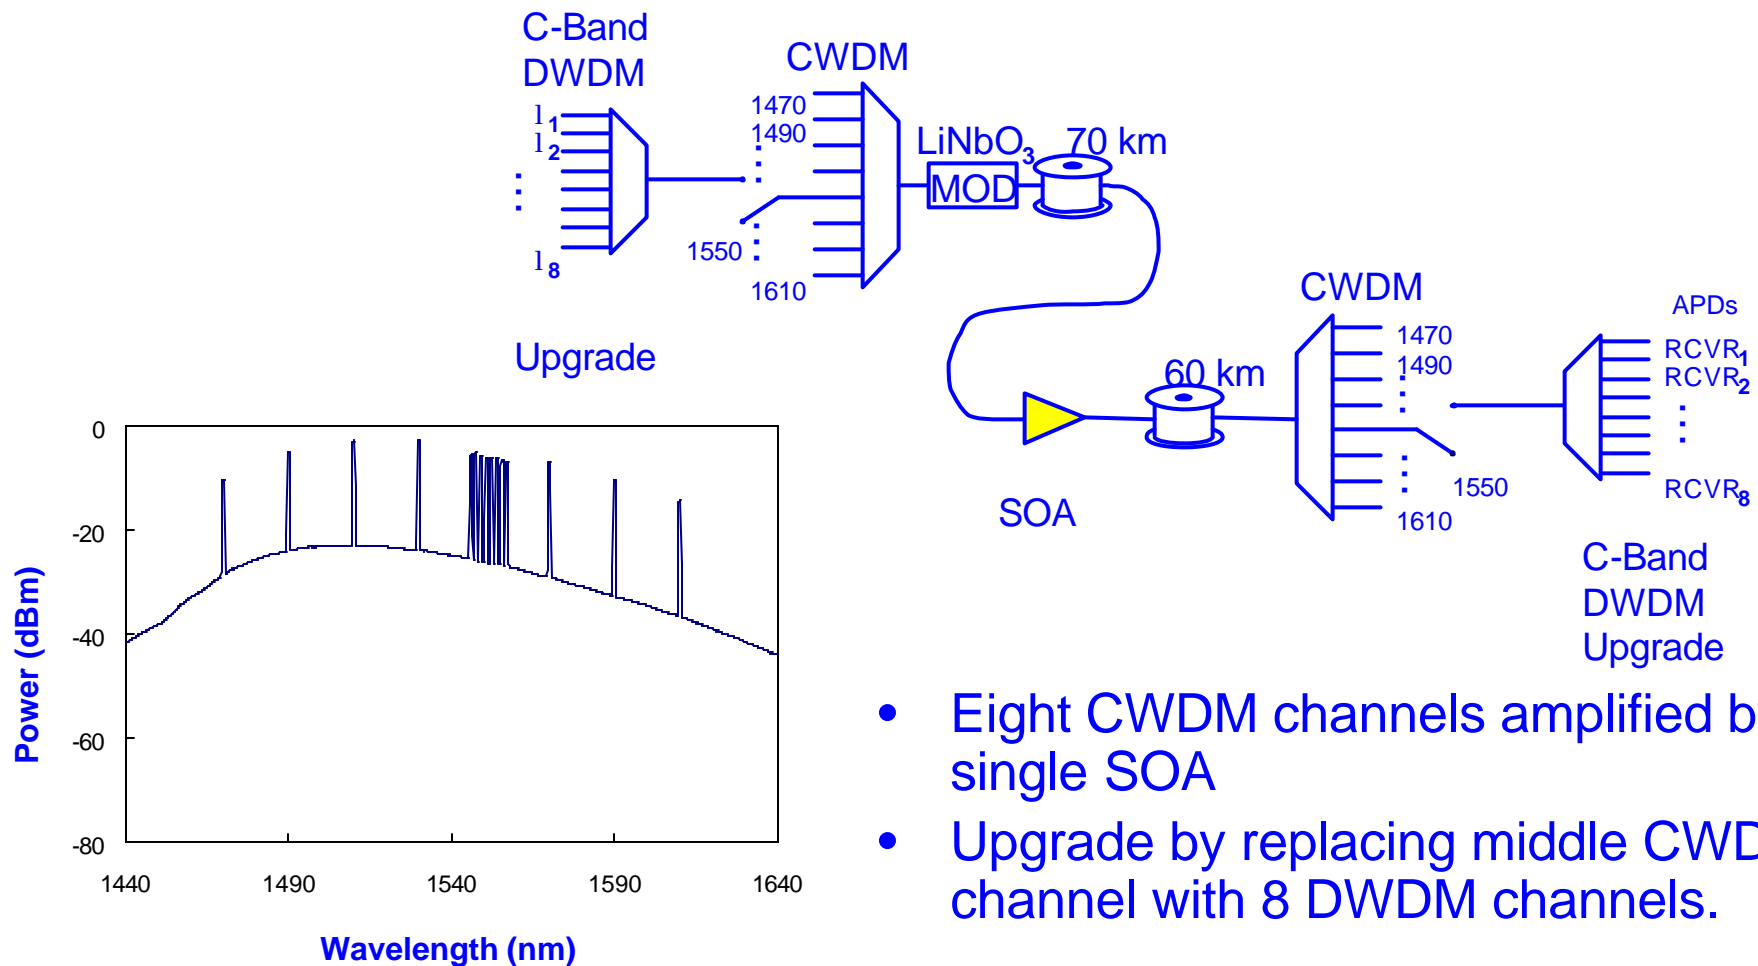 C-Band
DWDM
CWDM
l 1
l 2
l 8
1470
1490
1550
1610
LiNbO3
MOD
70 km
Upgrade
SOA
60 km
CWDM
1470
1490
1550
1610
APDs
RCVR1
RCVR2
RCVR8
C-Band
DWDM
Upgrade
Power (dBm)
0
-20
-40
-60
-80
1440
1490
1540
1590
1640
Wavelength (nm)
• Eight CWDM channels amplified b
single SOA
• Upgrade by replacing middle CWD
channel with 8 DWDM channels.